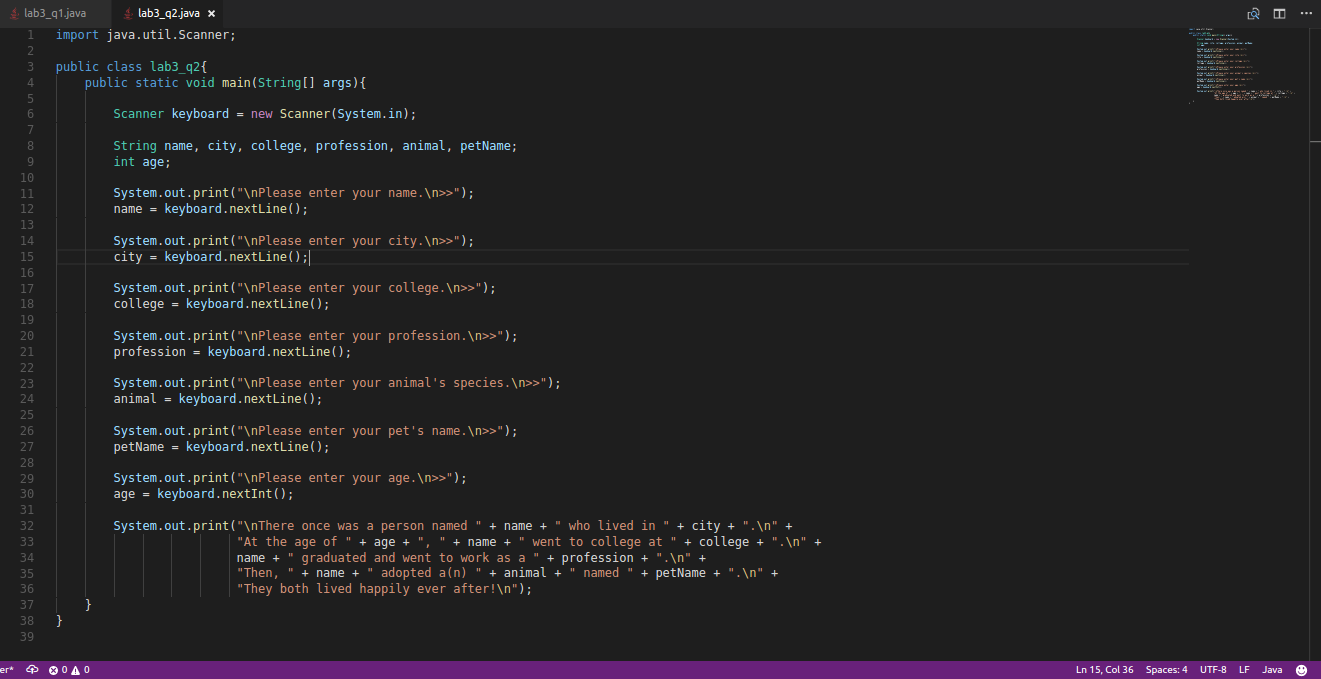 lab3_q1.java lab3_q2.java ×
1 import java.util.Scanner;
2
3 public class lab3_q2{
4     public static void main(String[] args){
5
6         Scanner keyboard = new Scanner(System.in);
7
8         String name, city, college, profession, animal, petName;
9         int age;
10
11         System.out.print("\nPlease enter your name.\n>>");
12         name = keyboard.nextLine();
13
14         System.out.print("\nPlease enter your city.\n>>");
15         city = keyboard.nextLine();
16
17         System.out.print("\nPlease enter your college.\n>>");
18         college = keyboard.nextLine();
19
20         System.out.print("\nPlease enter your profession.\n>>");
21         profession = keyboard.nextLine();
22
23         System.out.print("\nPlease enter your animal's species.\n>>");
24         animal = keyboard.nextLine();
25
26         System.out.print("\nPlease enter your pet's name.\n>>");
27         petName = keyboard.nextLine();
28
29         System.out.print("\nPlease enter your age.\n>>");
30         age = keyboard.nextInt();
31
32         System.out.print("\nThere once was a person named " + name + " who lived in " + city + ".\n" +
33                          "At the age of " + age + ", " + name + " went to college at " + college + ".\n" +
34                          name + " graduated and went to work as a " + profession + ".\n" +
35                          "Then, " + name + " adopted a(n) " + animal + " named " + petName + ".\n" +
36                          "They both lived happily ever after!\n");
37     }
38 }
39
er* 0 0 Ln 15, Col 36 Spaces: 4 UTF-8 LF Java